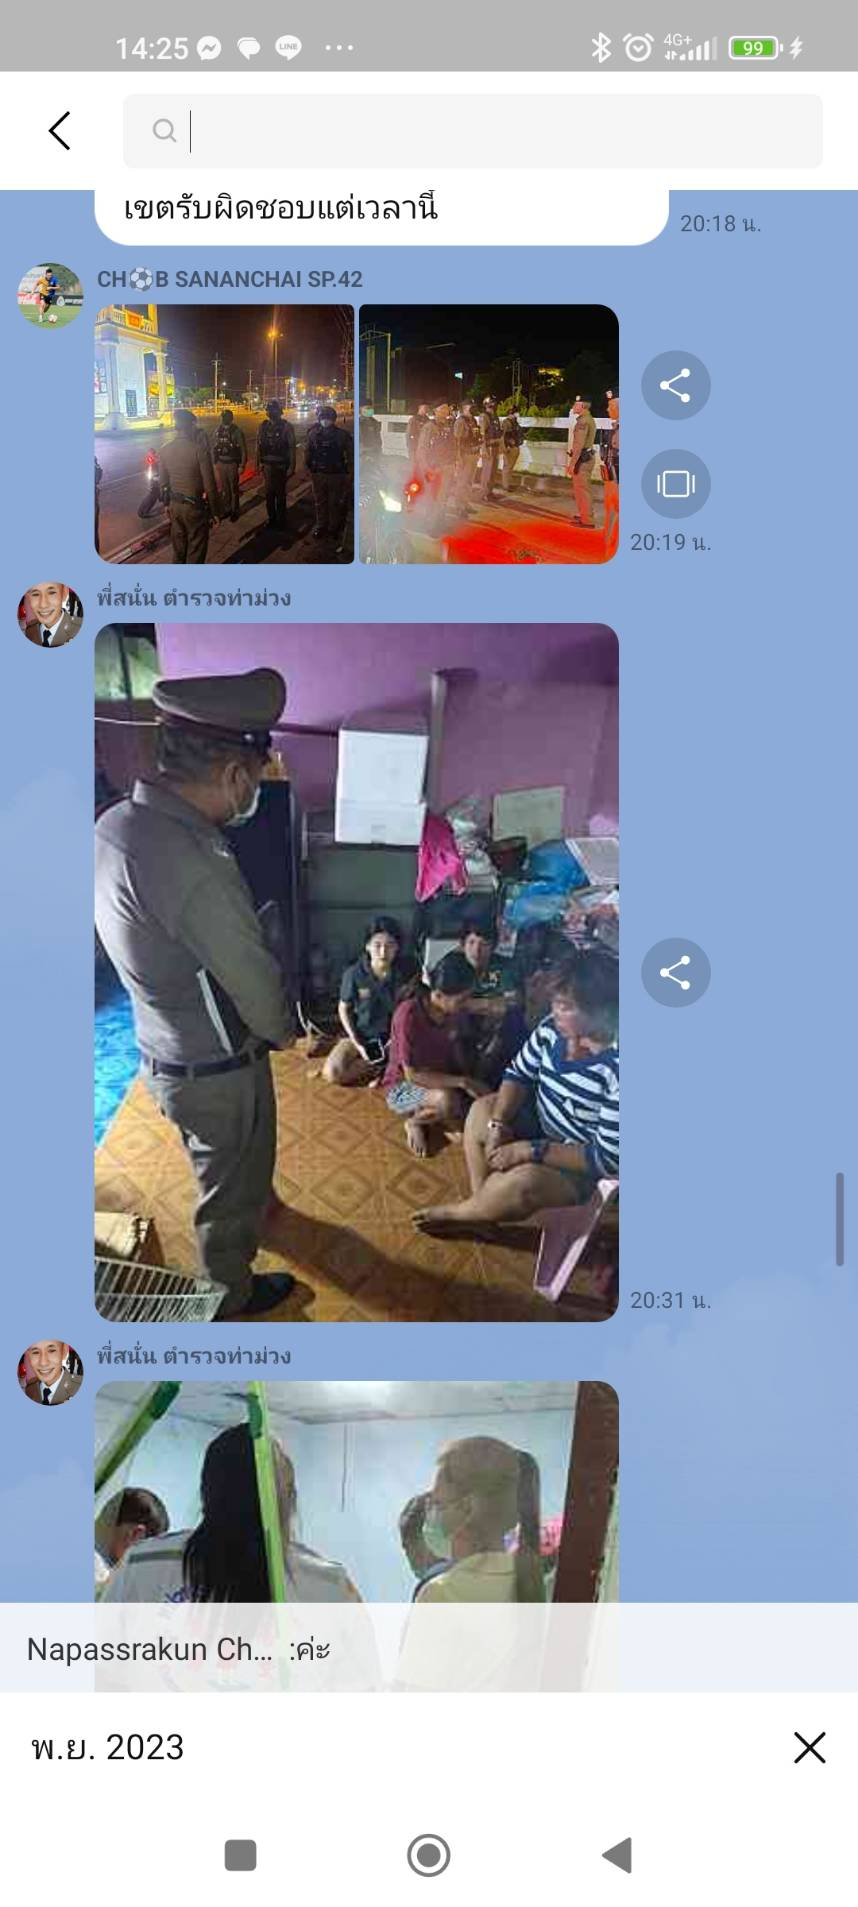 14:25
LINE
4G+
99
เขตรับผิดชอบแต่เวลานี้
20:18 น.
CH⚽B SANANCHAI SP.42
20:19 น.
พี่สนั่น ตำรวจท่าม่วง
20:31 น.
พี่สนั่น ตำรวจท่าม่วง
Napassrakun Ch... :ค่ะ
พ.ย. 2023